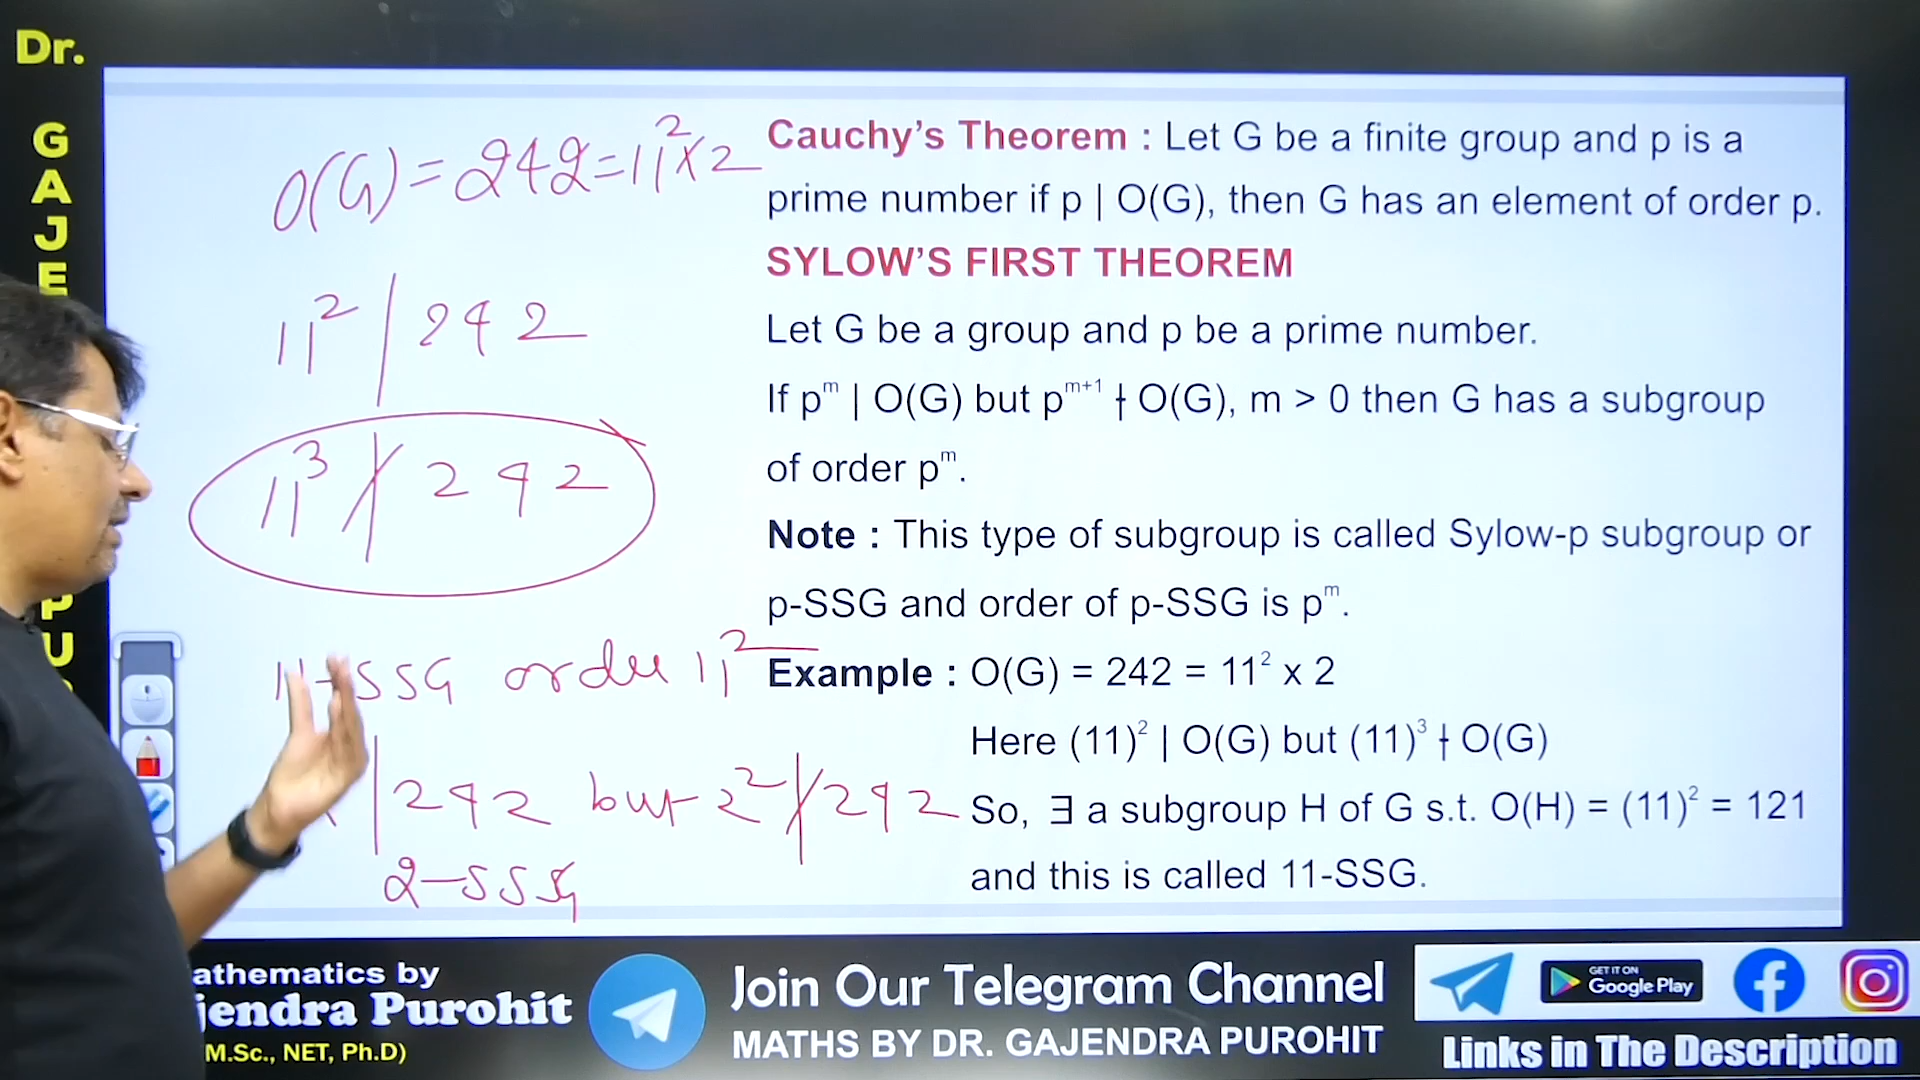 Dr.
G
A
J
E
P
U
O(G) = 242 = 11² x 2
11² | 242
11³ ∤ 242
11-SSG order 11²
| 242 but 2² ∤ 242
2-SSG
Cauchy's Theorem : Let G be a finite group and p is a
prime number if p | O(G), then G has an element of order p.
SYLOW'S FIRST THEOREM
Let G be a group and p be a prime number.
If pᵐ | O(G) but pᵐ⁺¹ ∤ O(G), m > 0 then G has a subgroup
of order pᵐ.
Note : This type of subgroup is called Sylow-p subgroup or
p-SSG and order of p-SSG is pᵐ.
Example : O(G) = 242 = 11² x 2
Here (11)² | O(G) but (11)³ ∤ O(G)
So, ∃ a subgroup H of G s.t. O(H) = (11)² = 121
and this is called 11-SSG.
athematics by
jendra Purohit
M.Sc., NET, Ph.D)
Join Our Telegram Channel
MATHS BY DR. GAJENDRA PUROHIT
GET IT ON
Google Play
Links in The Description